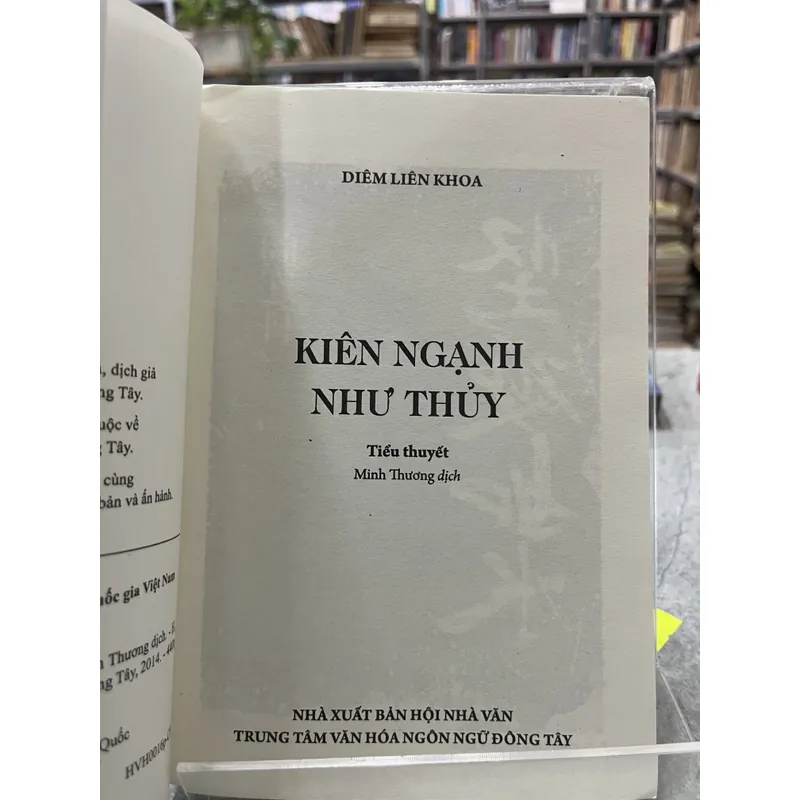 , dịch giả
ng Tây.
uộc về
g Tây.
cùng
bản và ấn hành.
uốc gia Việt Nam
Thương dịch. -
ng Tây, 2014. -
Quốc
DIÊM LIÊN KHOA
KIÊN NGẠNH
NHƯ THỦY
Tiểu thuyết
Minh Thương dịch
NHÀ XUẤT BẢN HỘI NHÀ VĂN
TRUNG TÂM VĂN HÓA NGÔN NGỮ ĐÔNG TÂY